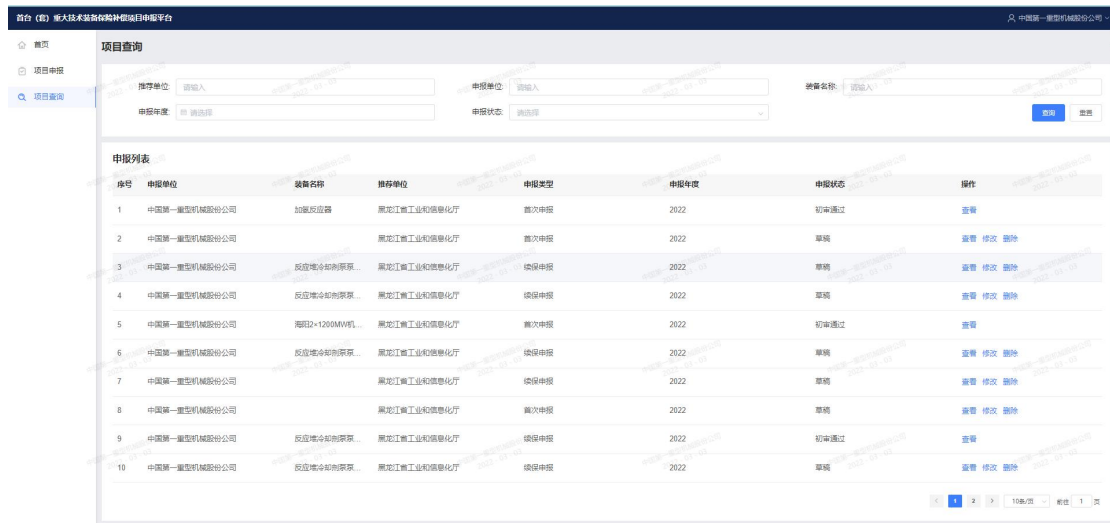 首台（套）重大技术装备保险补偿项目申报平台 中国第一重型机械股份公司
首页
项目申报
项目查询
项目查询
推荐单位: 请输入 申报单位: 请输入 装备名称: 请输入
申报年度: 请选择 申报状态: 请选择 查询 重置
申报列表
序号 申报单位 装备名称 推荐单位 申报类型 申报年度 申报状态 操作
1 中国第一重型机械股份公司 加氢反应器 黑龙江省工业和信息化厅 首次申报 2022 初审通过 查看
2 中国第一重型机械股份公司 黑龙江省工业和信息化厅 首次申报 2022 草稿 查看 修改 删除
3 中国第一重型机械股份公司 反应堆冷却剂泵泵... 黑龙江省工业和信息化厅 续保申报 2022 草稿 查看 修改 删除
4 中国第一重型机械股份公司 反应堆冷却剂泵泵... 黑龙江省工业和信息化厅 续保申报 2022 草稿 查看 修改 删除
5 中国第一重型机械股份公司 海阳2×1200MW机... 黑龙江省工业和信息化厅 首次申报 2022 初审通过 查看
6 中国第一重型机械股份公司 反应堆冷却剂泵泵... 黑龙江省工业和信息化厅 续保申报 2022 草稿 查看 修改 删除
7 中国第一重型机械股份公司 黑龙江省工业和信息化厅 续保申报 2022 草稿 查看 修改 删除
8 中国第一重型机械股份公司 黑龙江省工业和信息化厅 首次申报 2022 草稿 查看 修改 删除
9 中国第一重型机械股份公司 反应堆冷却剂泵泵... 黑龙江省工业和信息化厅 续保申报 2022 初审通过 查看
10 中国第一重型机械股份公司 反应堆冷却剂泵泵... 黑龙江省工业和信息化厅 续保申报 2022 草稿 查看 修改 删除
< 1 2 > 10条/页 前往 1 页